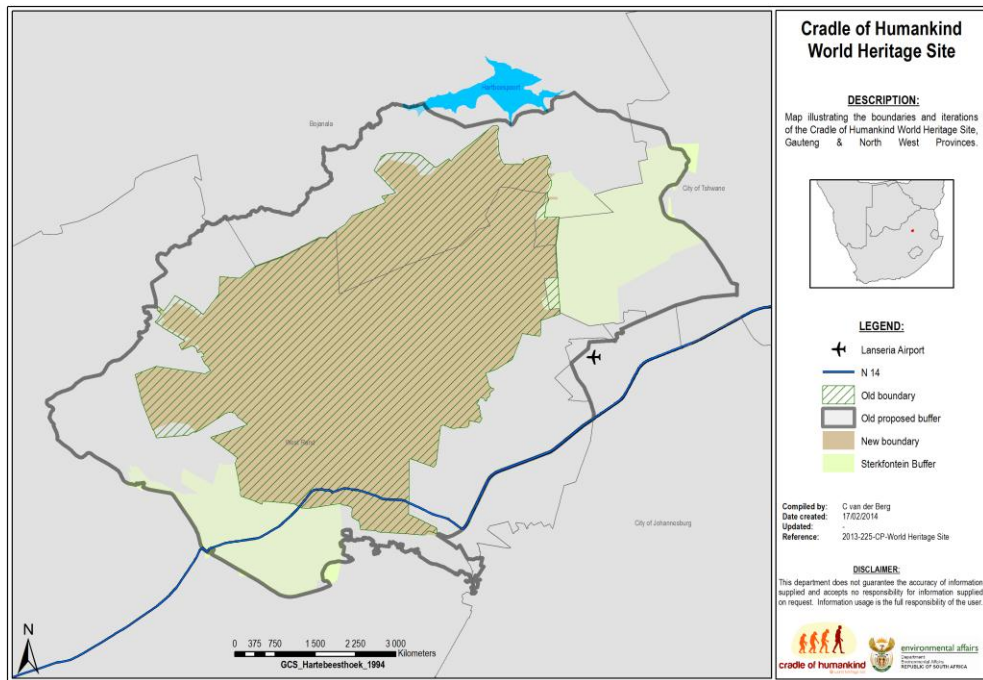 Cradle of Humankind
World Heritage Site
DESCRIPTION:
Map illustrating the boundaries and iterations
of the Cradle of Humankind World Heritage Site,
Gauteng & North West Provinces.
LEGEND:
Lanseria Airport
N 14
Old boundary
Old proposed buffer
New boundary
Sterkfontein Buffer
Compiled by: C van der Berg
Date created: 17/02/2014
Updated: -
Reference: 2013-225-CP-World Heritage Site
DISCLAIMER:
This department does not guarantee the accuracy of information
supplied and accepts no responsibility for information supplied
on request. Information usage is the full responsibility of the user.
cradle of humankind
environmental affairs
Department:
Environmental Affairs
REPUBLIC OF SOUTH AFRICA
Bojanala
City of Tshwane
West Rand
City of Johannesburg
N
0 375 750 1 500 2 250 3 000
Kilometers
GCS_Hartebeesthoek_1994